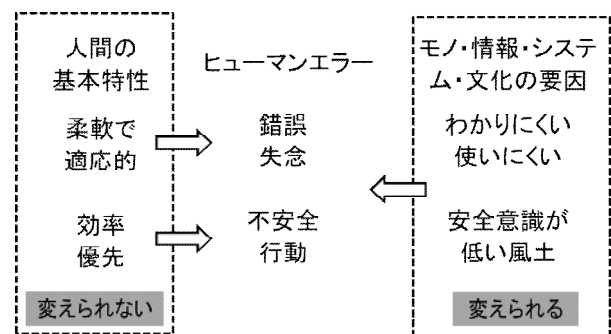 人間の
基本特性
柔軟で
適応的
効率
優先
変えられない
ヒューマンエラー
錯誤
失念
不安全
行動
モノ・情報・システ
ム・文化の要因
わかりにくい
使いにくい
安全意識が
低い風土
変えられる